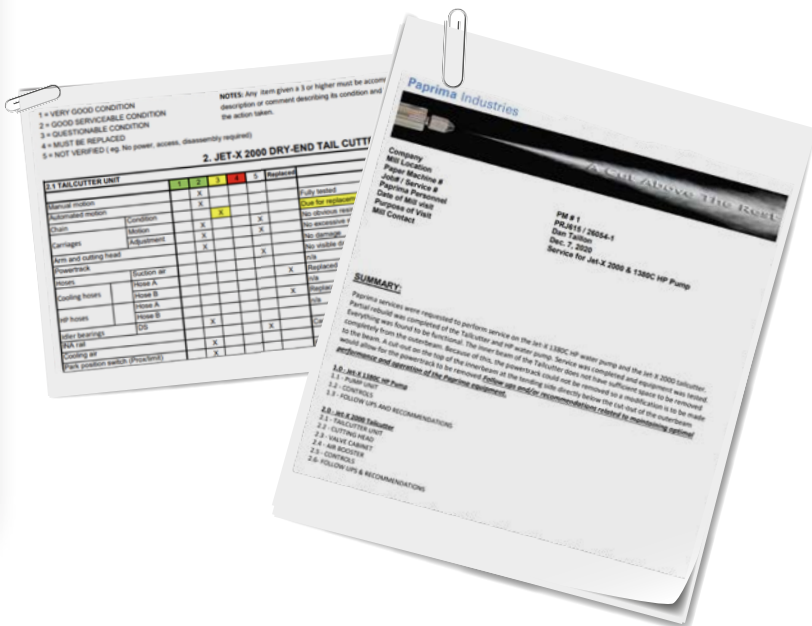 1 = VERY GOOD CONDITION
2 = GOOD SERVICEABLE CONDITION
3 = QUESTIONABLE CONDITION
4 = MUST BE REPLACED
5 = NOT VERIFIED ( eg. No power, access, disassembly required)
NOTES: Any item given a 3 or higher must be accom
description or comment describing its condition and
the action taken.
2. JET-X 2000 DRY-END TAIL CUTT
2.1 TAILCUTTER UNIT 1 2 3 4 5 Replaced
Manual motion X Fully tested
Automated motion X Due for replacem
Chain Condition X No obvious
Carriages Motion X X No excessive
Adjustment X No damage
Arm and cutting head X No visible
Powertrack X n/a
Hoses Suction air X Replaced
Cooling hoses Hose A n/a
Hose B X
HP hoses Hose A n/a
Hose B
Idler bearings DS X X
INA rail X
Cooling air X
Park position switch (Prox/limit)
Paprima Industries
A Cut Above The Rest
Company
Mill Location
Paper Machine #
Job# / Service #
Paprima Personnel
Date of Mill visit
Purpose of Visit
Mill Contact
PM # 1
PRJ615 / 26054-1
Dan Taillon
Dec. 7, 2020
Service for Jet-X 2000 & 1380C HP Pump
SUMMARY:
Paprima services were requested to perform service on the Jet-X 1380C HP water pump and the Jet-X 2000 tailcutter.
Partial rebuild was completed of the Tailcutter and HP water pump. Service was completed and equipment was tested.
Everything was found to be functional. The inner beam of the Tailcutter does not have sufficient space to be removed
completely from the outerbeam. Because of this, the powertrack could not be removed so a modification is to be made
to the beam. A cut-out on the top of the innerbeam at the tending side directly below the cut-out of the outerbeam
would allow for the powertrack to be removed Follow ups and/or recommendations related to maintaining optimal
performance and operation of the Paprima equipment.
1.0 - Jet-X 1380C HP Pump
1.1 - PUMP UNIT
1.2 - CONTROLS
1.3 - FOLLOW UPS AND RECOMMENDATIONS
2.0 - Jet-X 2000 Tailcutter
2.1 - TAILCUTTER UNIT
2.2 - CUTTING HEAD
2.3 - VALVE CABINET
2.4 - AIR BOOSTER
2.5 - CONTROLS
2.6- FOLLOW UPS & RECOMMENDATIONS